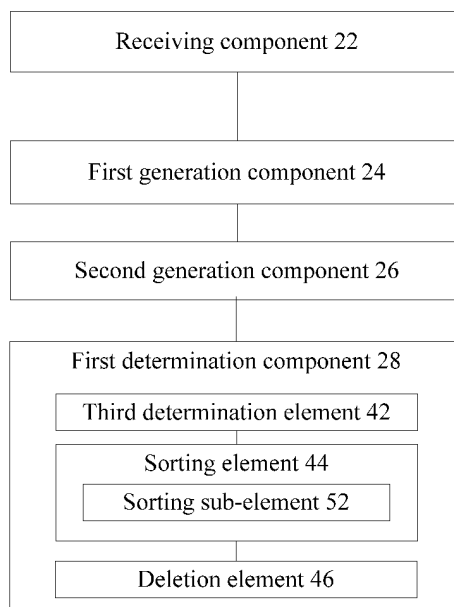 Receiving component 22
First generation component 24
Second generation component 26
First determination component 28
Third determination element 42
Sorting element 44
Sorting sub-element 52
Deletion element 46